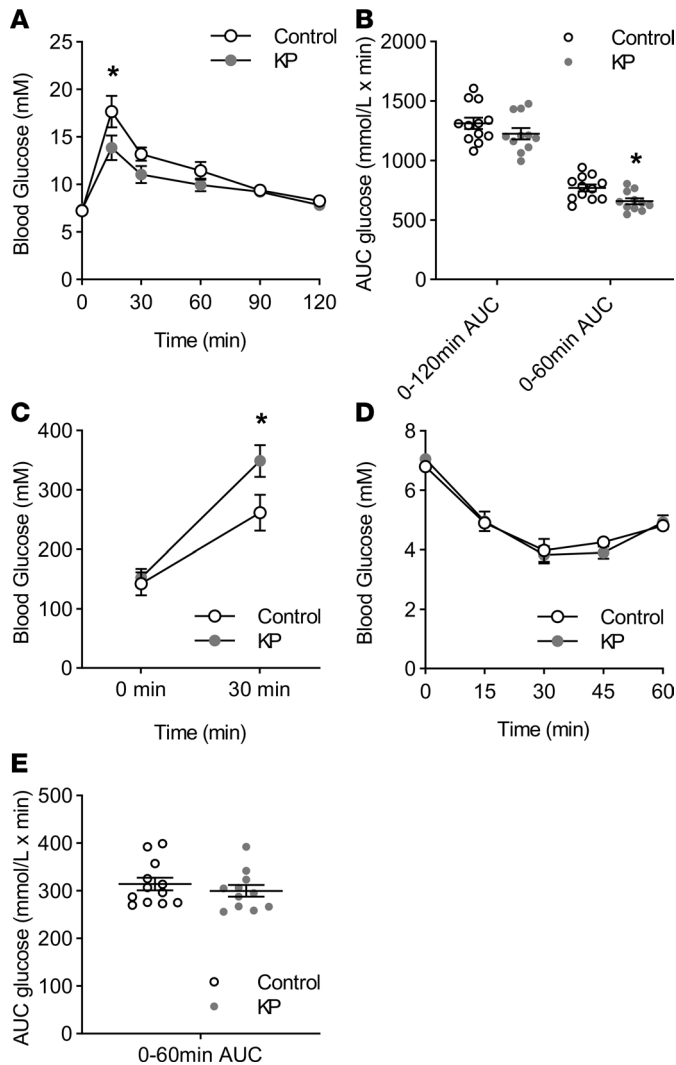 A
Blood Glucose (mM)
25
20
15
10
5
0
*
Control
KP
0 30 60 90 120
Time (min)
B
AUC glucose (mmol/L x min)
2000
1500
1000
500
0
Control
KP
*
0-120min AUC
0-60min AUC
C
Blood Glucose (mM)
400
300
200
100
0
*
Control
KP
0 min 30 min
Time (min)
D
Blood Glucose (mM)
8
6
4
2
0
Control
KP
0 15 30 45 60
Time (min)
E
AUC glucose (mmol/L x min)
500
400
300
200
100
0
Control
KP
0-60min AUC